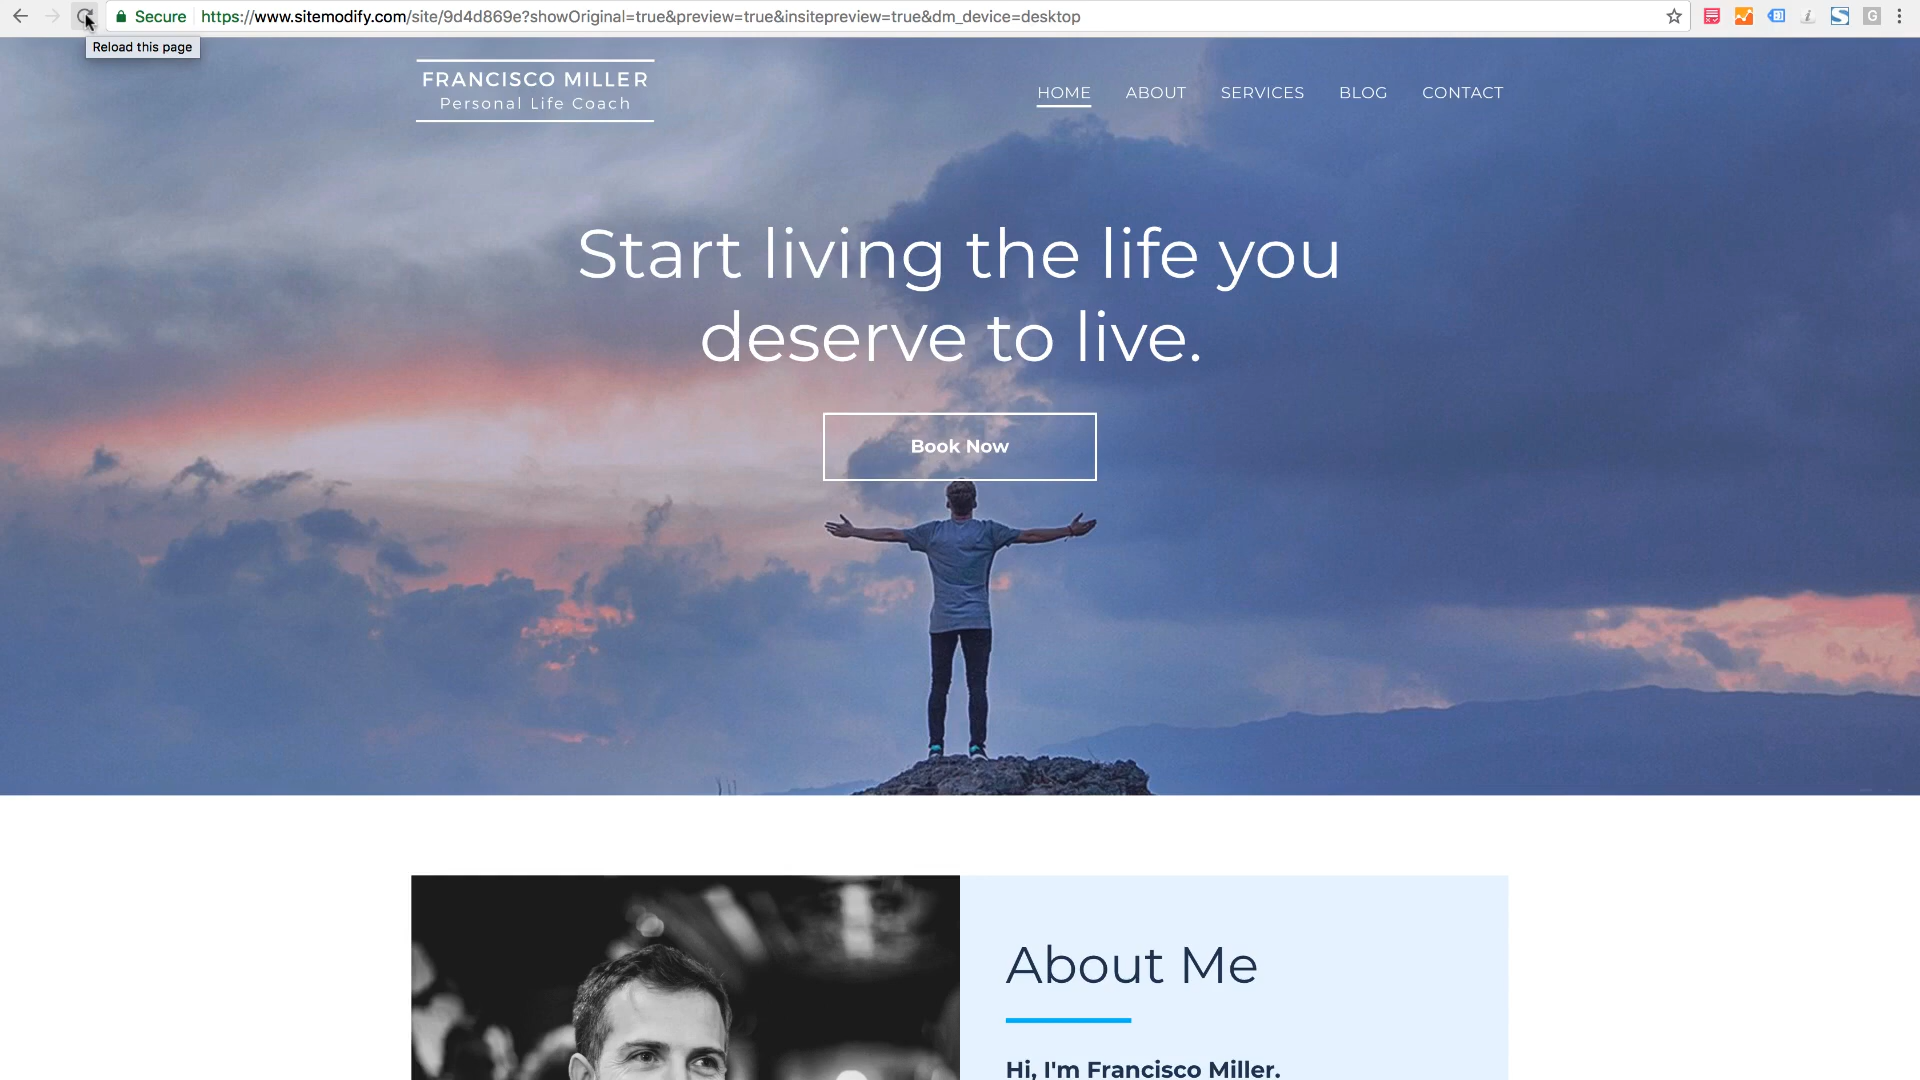 Secure https://www.sitemodify.com/site/9d4d869e?showOriginal=true&preview=true&insitepreview=true&dm_device=desktop
Reload this page
FRANCISCO MILLER
Personal Life Coach
HOME ABOUT SERVICES BLOG CONTACT
Start living the life you
deserve to live.
Book Now
About Me
Hi, I'm Francisco Miller.